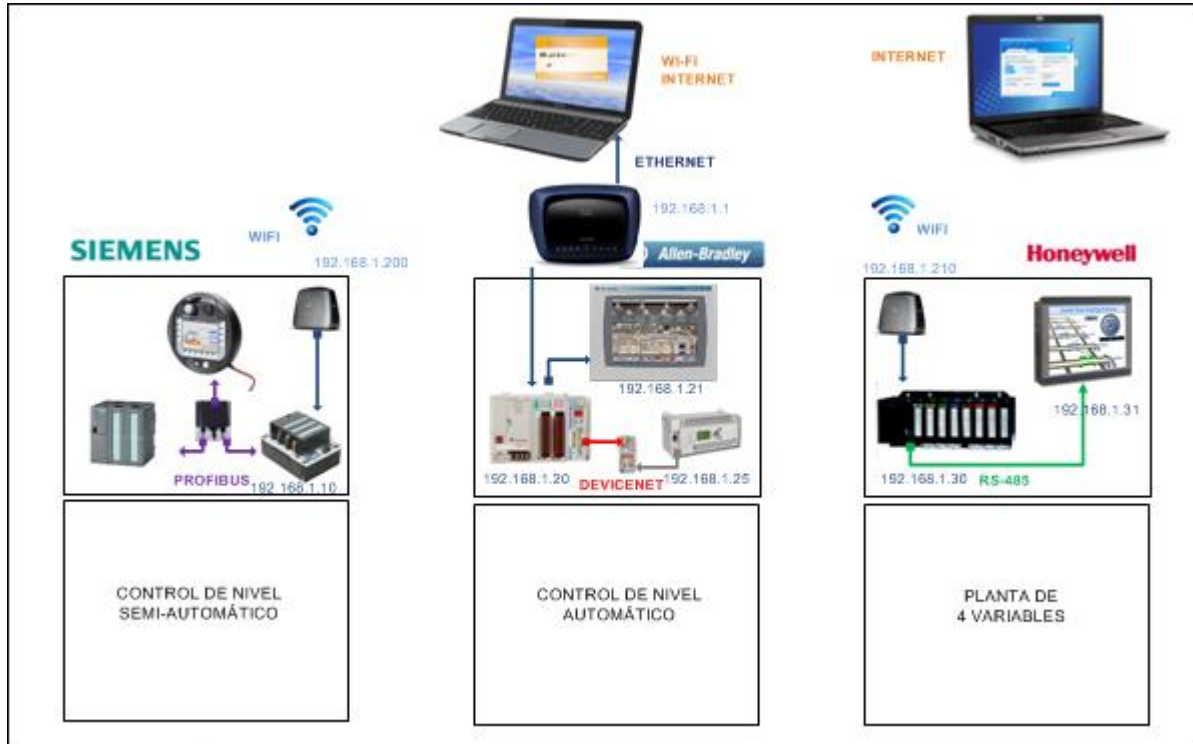 WI-FI
INTERNET
INTERNET
ETHERNET
192.168.1.1
WIFI
192.168.1.200
SIEMENS
Allen-Bradley
WIFI
192.168.1.210
Honeywell
192.168.1.21
192.168.1.31
PROFIBUS
192.168.1.10
192.168.1.20
DEVICENET
192.168.1.25
192.168.1.30
RS-485
CONTROL DE NIVEL
SEMI-AUTOMÁTICO
CONTROL DE NIVEL
AUTOMÁTICO
PLANTA DE
4 VARIABLES